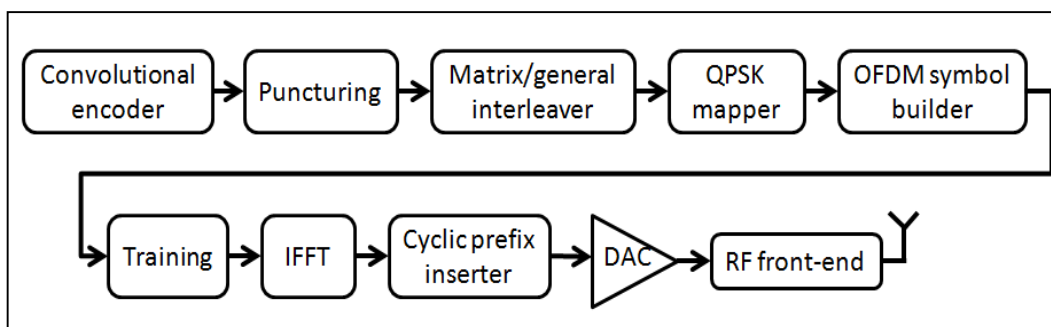 Convolutional
encoder
Puncturing
Matrix/general
interleaver
QPSK
mapper
OFDM symbol
builder
Training
IFFT
Cyclic prefix
inserter
DAC
RF front-end